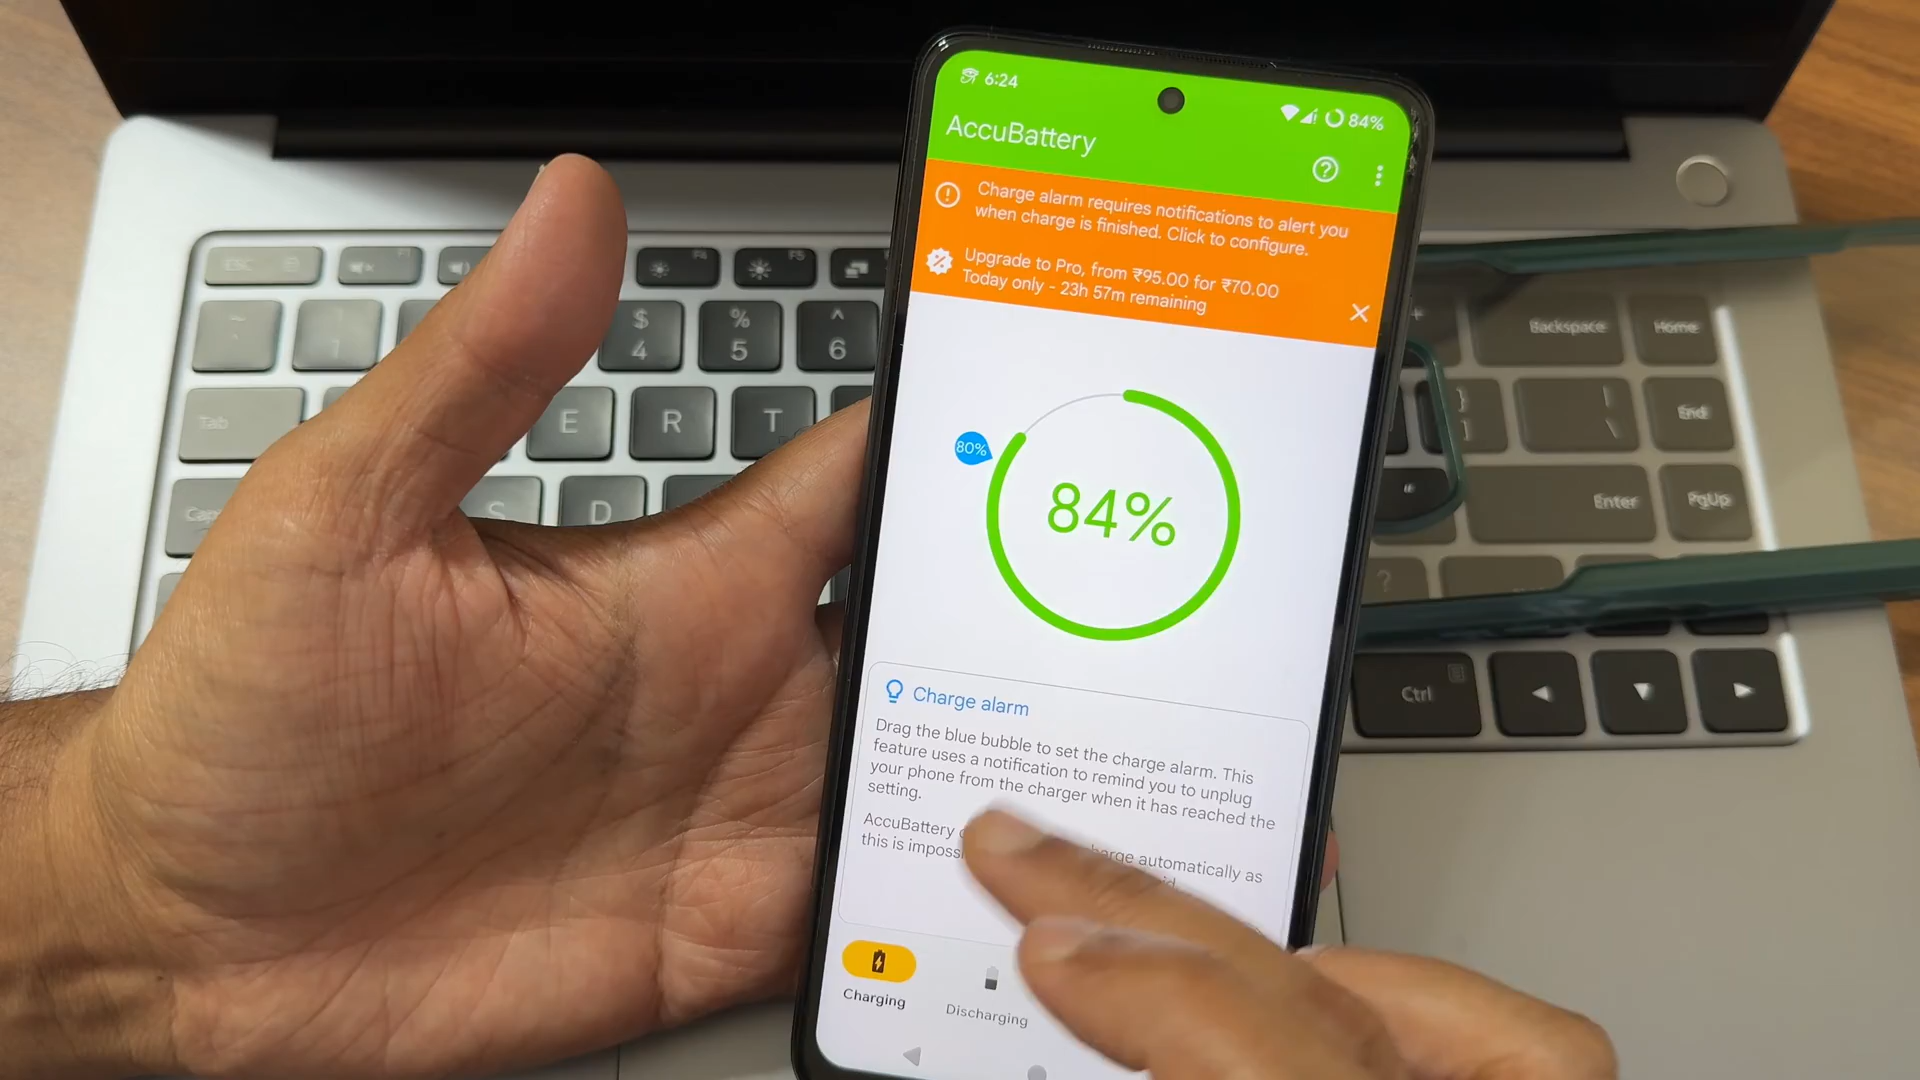 6:24
84%
AccuBattery
Charge alarm requires notifications to alert you
when charge is finished. Click to configure.
Upgrade to Pro, from ₹95.00 for ₹70.00
Today only - 23h 57m remaining
80%
84%
Charge alarm
Drag the blue bubble to set the charge alarm. This
feature uses a notification to remind you to unplug
your phone from the charger when it has reached the
setting.
AccuBattery
charge automatically as
this is
Charging
Discharging
ESC
F1
F4
F5
$
4
%
5
^
6
Backspace
Home
Tab
E
R
T
}
]
|
\
End
S
D
"
Enter
PgUp
?
Ctrl